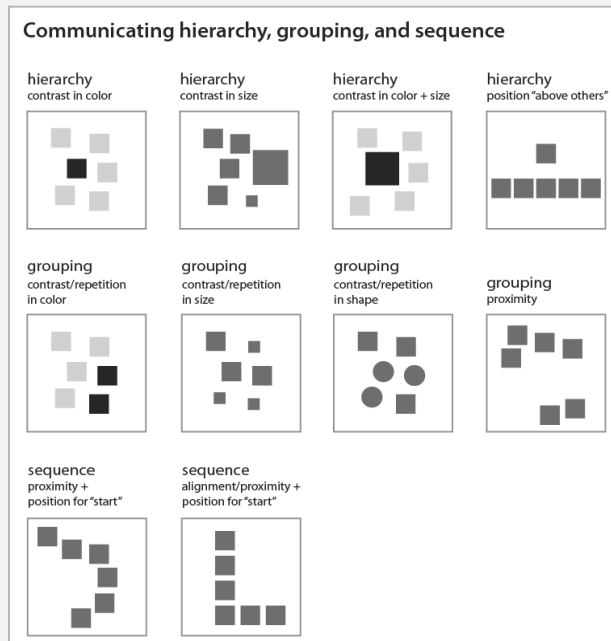 Communicating hierarchy, grouping, and sequence
hierarchy
contrast in color
hierarchy
contrast in size
hierarchy
contrast in color + size
hierarchy
position “above others”
grouping
contrast/repetition
in color
grouping
contrast/repetition
in size
grouping
contrast/repetition
in shape
grouping
proximity
sequence
proximity +
position for “start”
sequence
alignment/proximity +
position for “start”